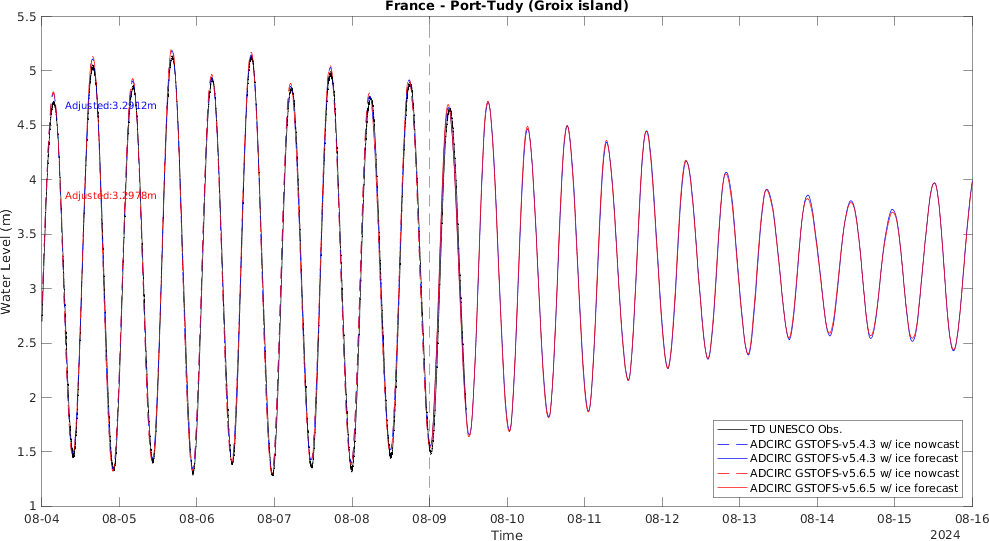 France - Port-Tudy (Groix island)
5.5
5
4.5
4
3.5
3
2.5
2
1.5
1
Water Level (m)
Adjusted:3.2912m
Adjusted:3.2978m
TD UNESCO Obs.
ADCIRC GSTOFS-v5.4.3 w/ ice nowcast
ADCIRC GSTOFS-v5.4.3 w/ ice forecast
ADCIRC GSTOFS-v5.6.5 w/ ice nowcast
ADCIRC GSTOFS-v5.6.5 w/ ice forecast
08-04 08-05 08-06 08-07 08-08 08-09 08-10 08-11 08-12 08-13 08-14 08-15 08-16
Time
2024